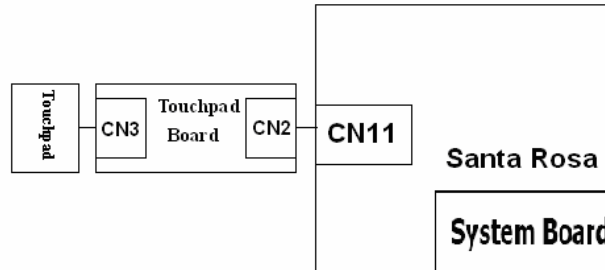 Touchpad
CN3
Touchpad
Board
CN2
CN11
Santa Rosa
System Board